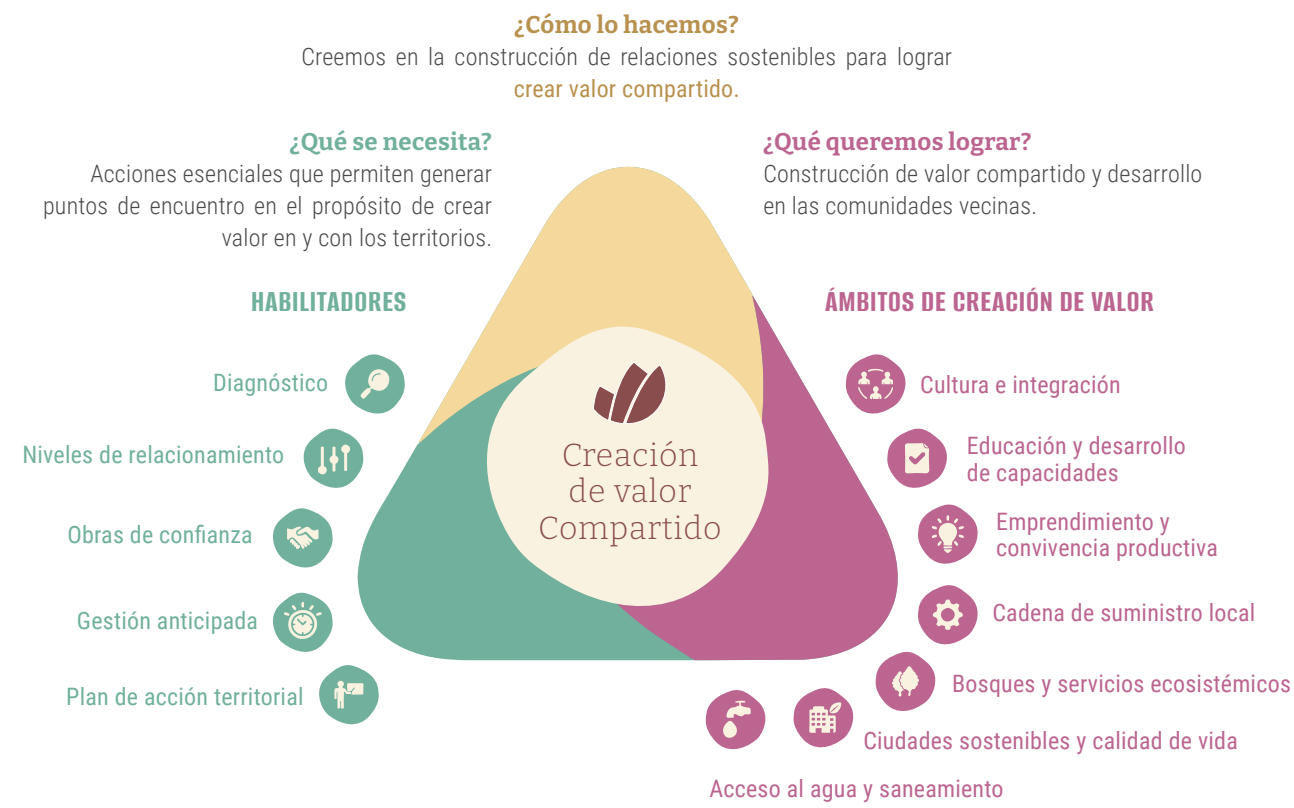 ¿Cómo lo hacemos?
Creemos en la construcción de relaciones sostenibles para lograr
crear valor compartido.
¿Qué se necesita?
Acciones esenciales que permiten generar
puntos de encuentro en el propósito de crear
valor en y con los territorios.
¿Qué queremos lograr?
Construcción de valor compartido y desarrollo
en las comunidades vecinas.
HABILITADORES
Diagnóstico
Niveles de relacionamiento
Obras de confianza
Gestión anticipada
Plan de acción territorial
Creación
de valor
Compartido
ÁMBITOS DE CREACIÓN DE VALOR
Cultura e integración
Educación y desarrollo
de capacidades
Emprendimiento y
convivencia productiva
Cadena de suministro local
Bosques y servicios ecosistémicos
Ciudades sostenibles y calidad de vida
Acceso al agua y saneamiento